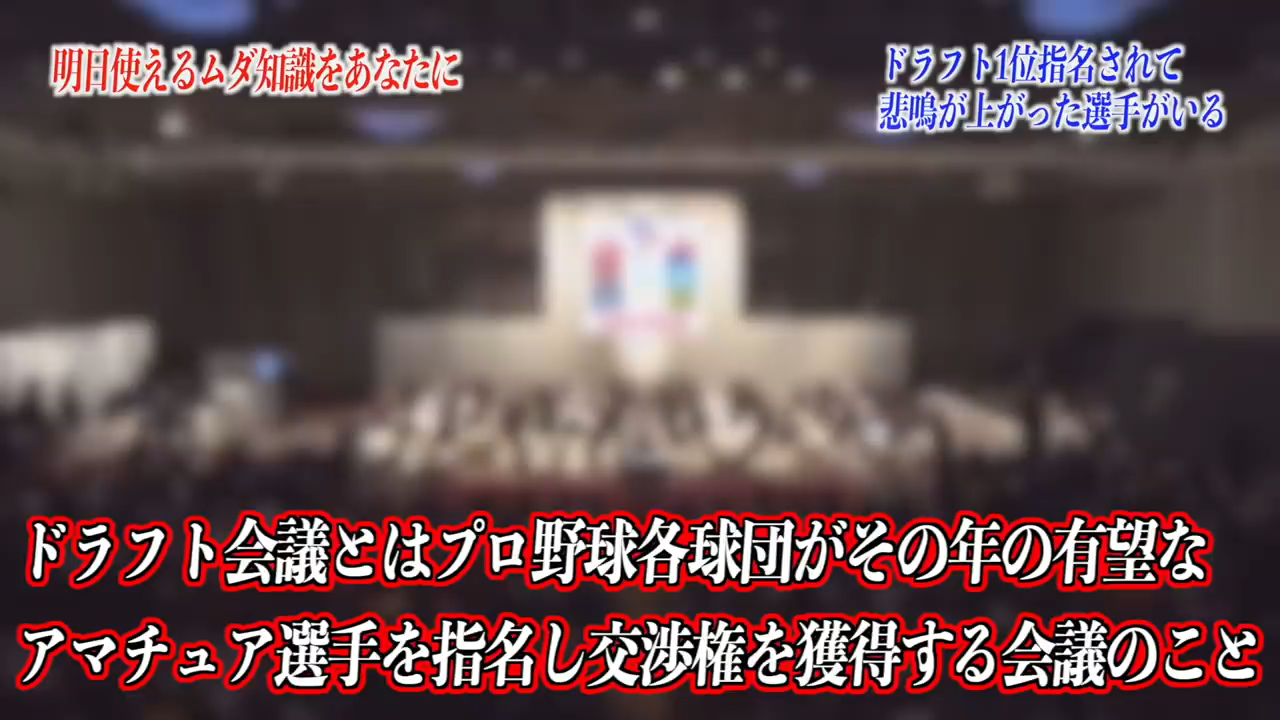 明日使えるムダ知識をあなたに
ドラフト1位指名されて
悲鳴が上がった選手がいる
ドラフト会議とはプロ野球各球団がその年の有望な
アマチュア選手を指名し交渉権を獲得する会議のこと